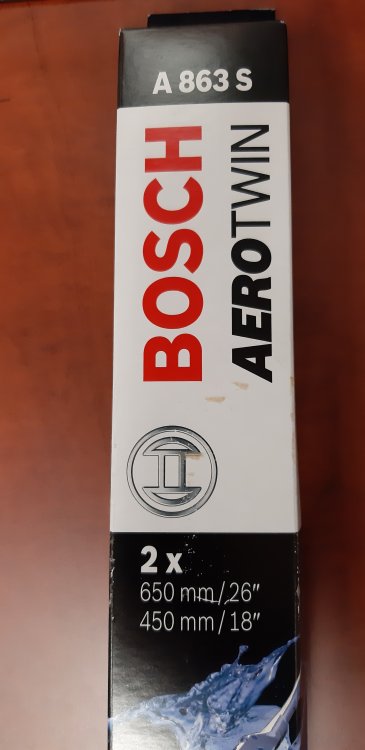 A 863 S
BOSCH
AEROTWIN
2 x
650 mm / 26"
450 mm / 18"